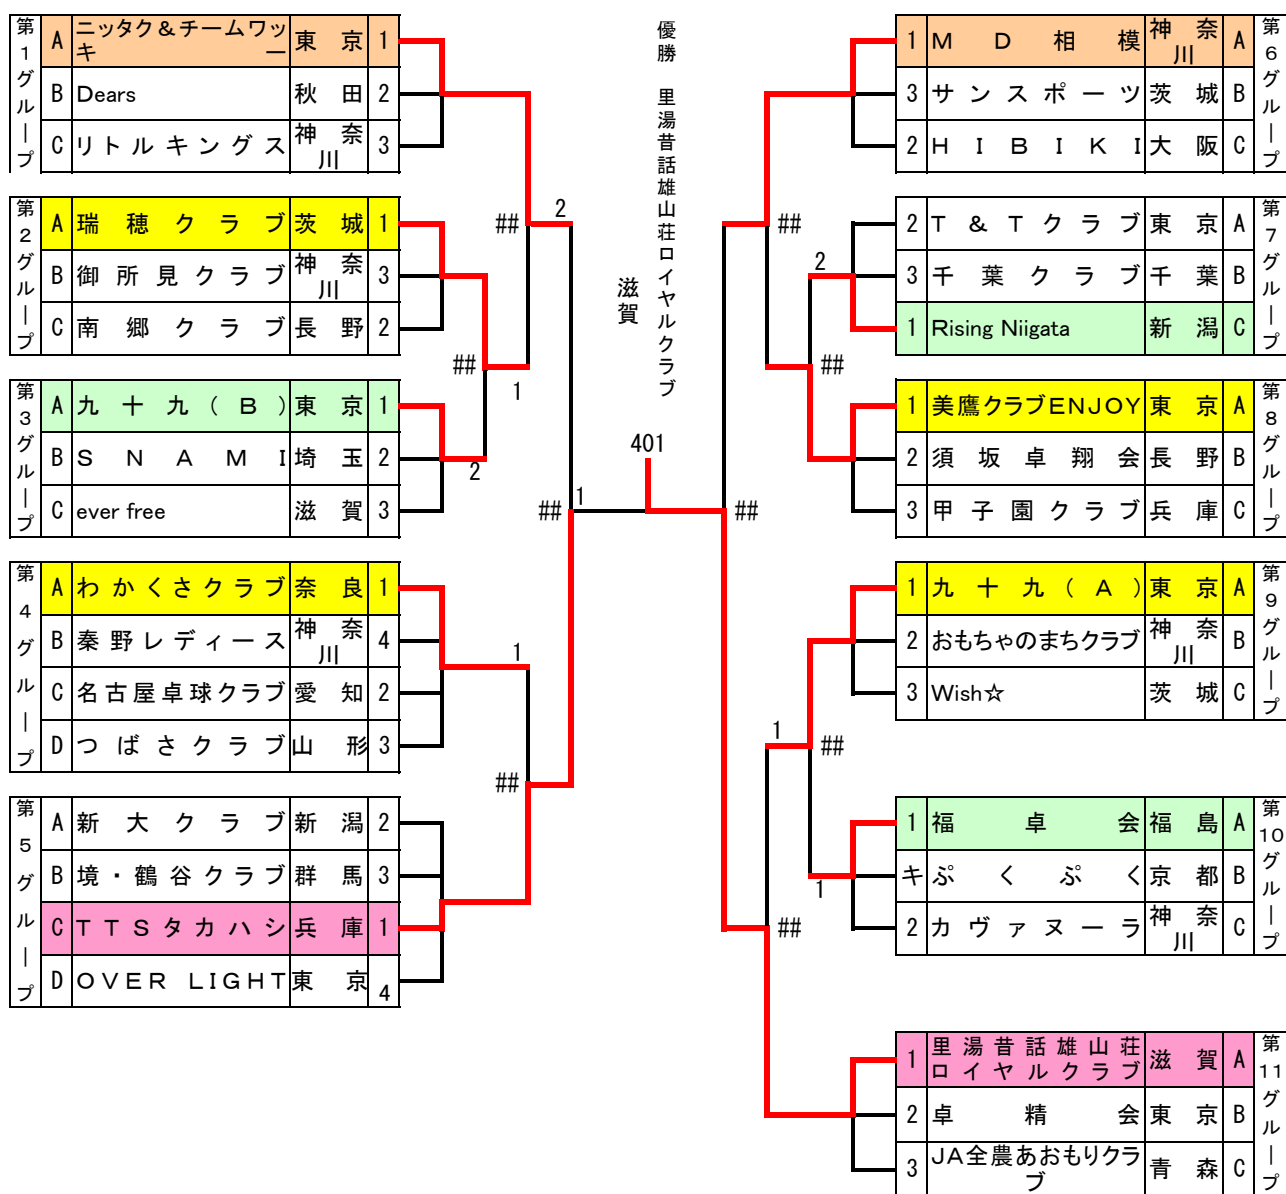 第1グループ
A ニッタク＆チームワッキー 東京 1
B Dears 秋田 2
C リトルキングス 神奈川 3
第2グループ
A 瑞穂クラブ 茨城 1
B 御所見クラブ 神奈川 3
C 南郷クラブ 長野 2
第3グループ
A 九十九(B) 東京 1
B SNAMI 埼玉 2
C ever free 滋賀 3
第4グループ
A わかくさクラブ 奈良 1
B 秦野レディース 神奈川 4
C 名古屋卓球クラブ 愛知 2
D つばさクラブ 山形 3
第5グループ
A 新大クラブ 新潟 2
B 境・鶴谷クラブ 群馬 3
C TTSタカハシ 兵庫 1
D OVER LIGHT 東京 4
##
2
##
1
2
##
1
1
##
優勝 里湯昔話雄山荘ロイヤルクラブ
滋賀
401
##
##
2
##
1
##
1
##
1 MD相模 神奈川 A
3 サンスポーツ 茨城 B
2 HIBIKI 大阪 C
第6グループ
2 T＆Tクラブ 東京 A
3 千葉クラブ 千葉 B
1 Rising Niigata 新潟 C
第7グループ
1 美鷹クラブENJOY 東京 A
2 須坂卓翔会 長野 B
3 甲子園クラブ 兵庫 C
第8グループ
1 九十九(A) 東京 A
2 おもちゃのまちクラブ 神奈川 B
3 Wish☆ 茨城 C
第9グループ
1 福卓会 福島 A
キ ぷくぷく 京都 B
2 カヴァヌーラ 神奈川 C
第10グループ
1 里湯昔話雄山荘ロイヤルクラブ 滋賀 A
2 卓精会 東京 B
3 JA全農あおもりクラブ 青森 C
第11グループ